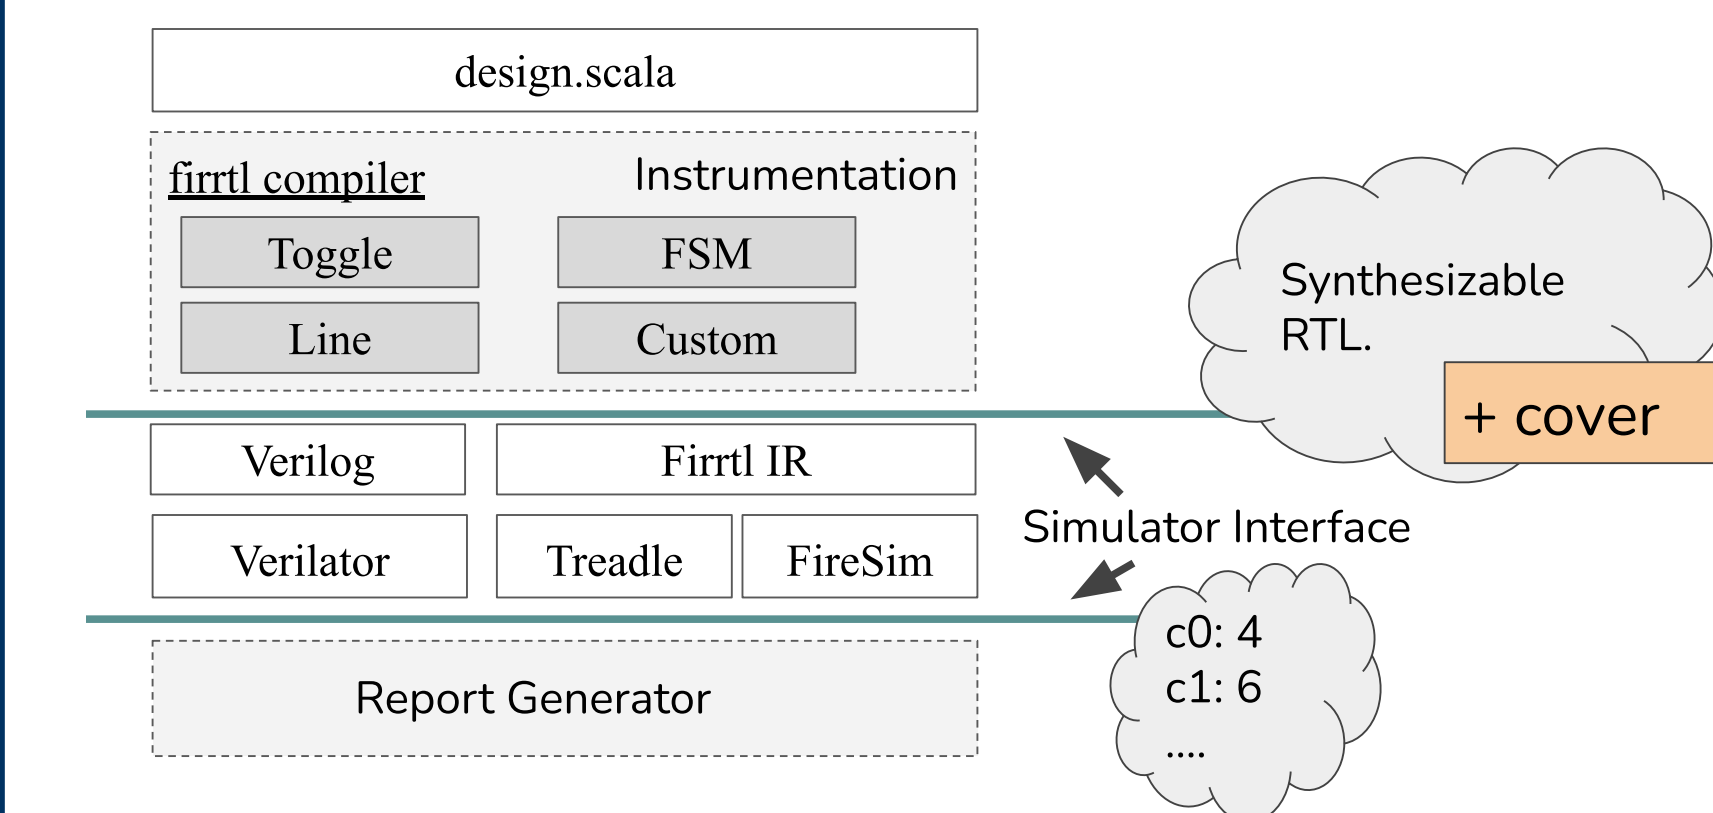 design.scala
firrtl compiler
Instrumentation
Toggle
FSM
Line
Custom
Synthesizable
RTL.
+ cover
Verilog
Firrtl IR
Simulator Interface
Verilator
Treadle
FireSim
c0: 4
c1: 6
....
Report Generator